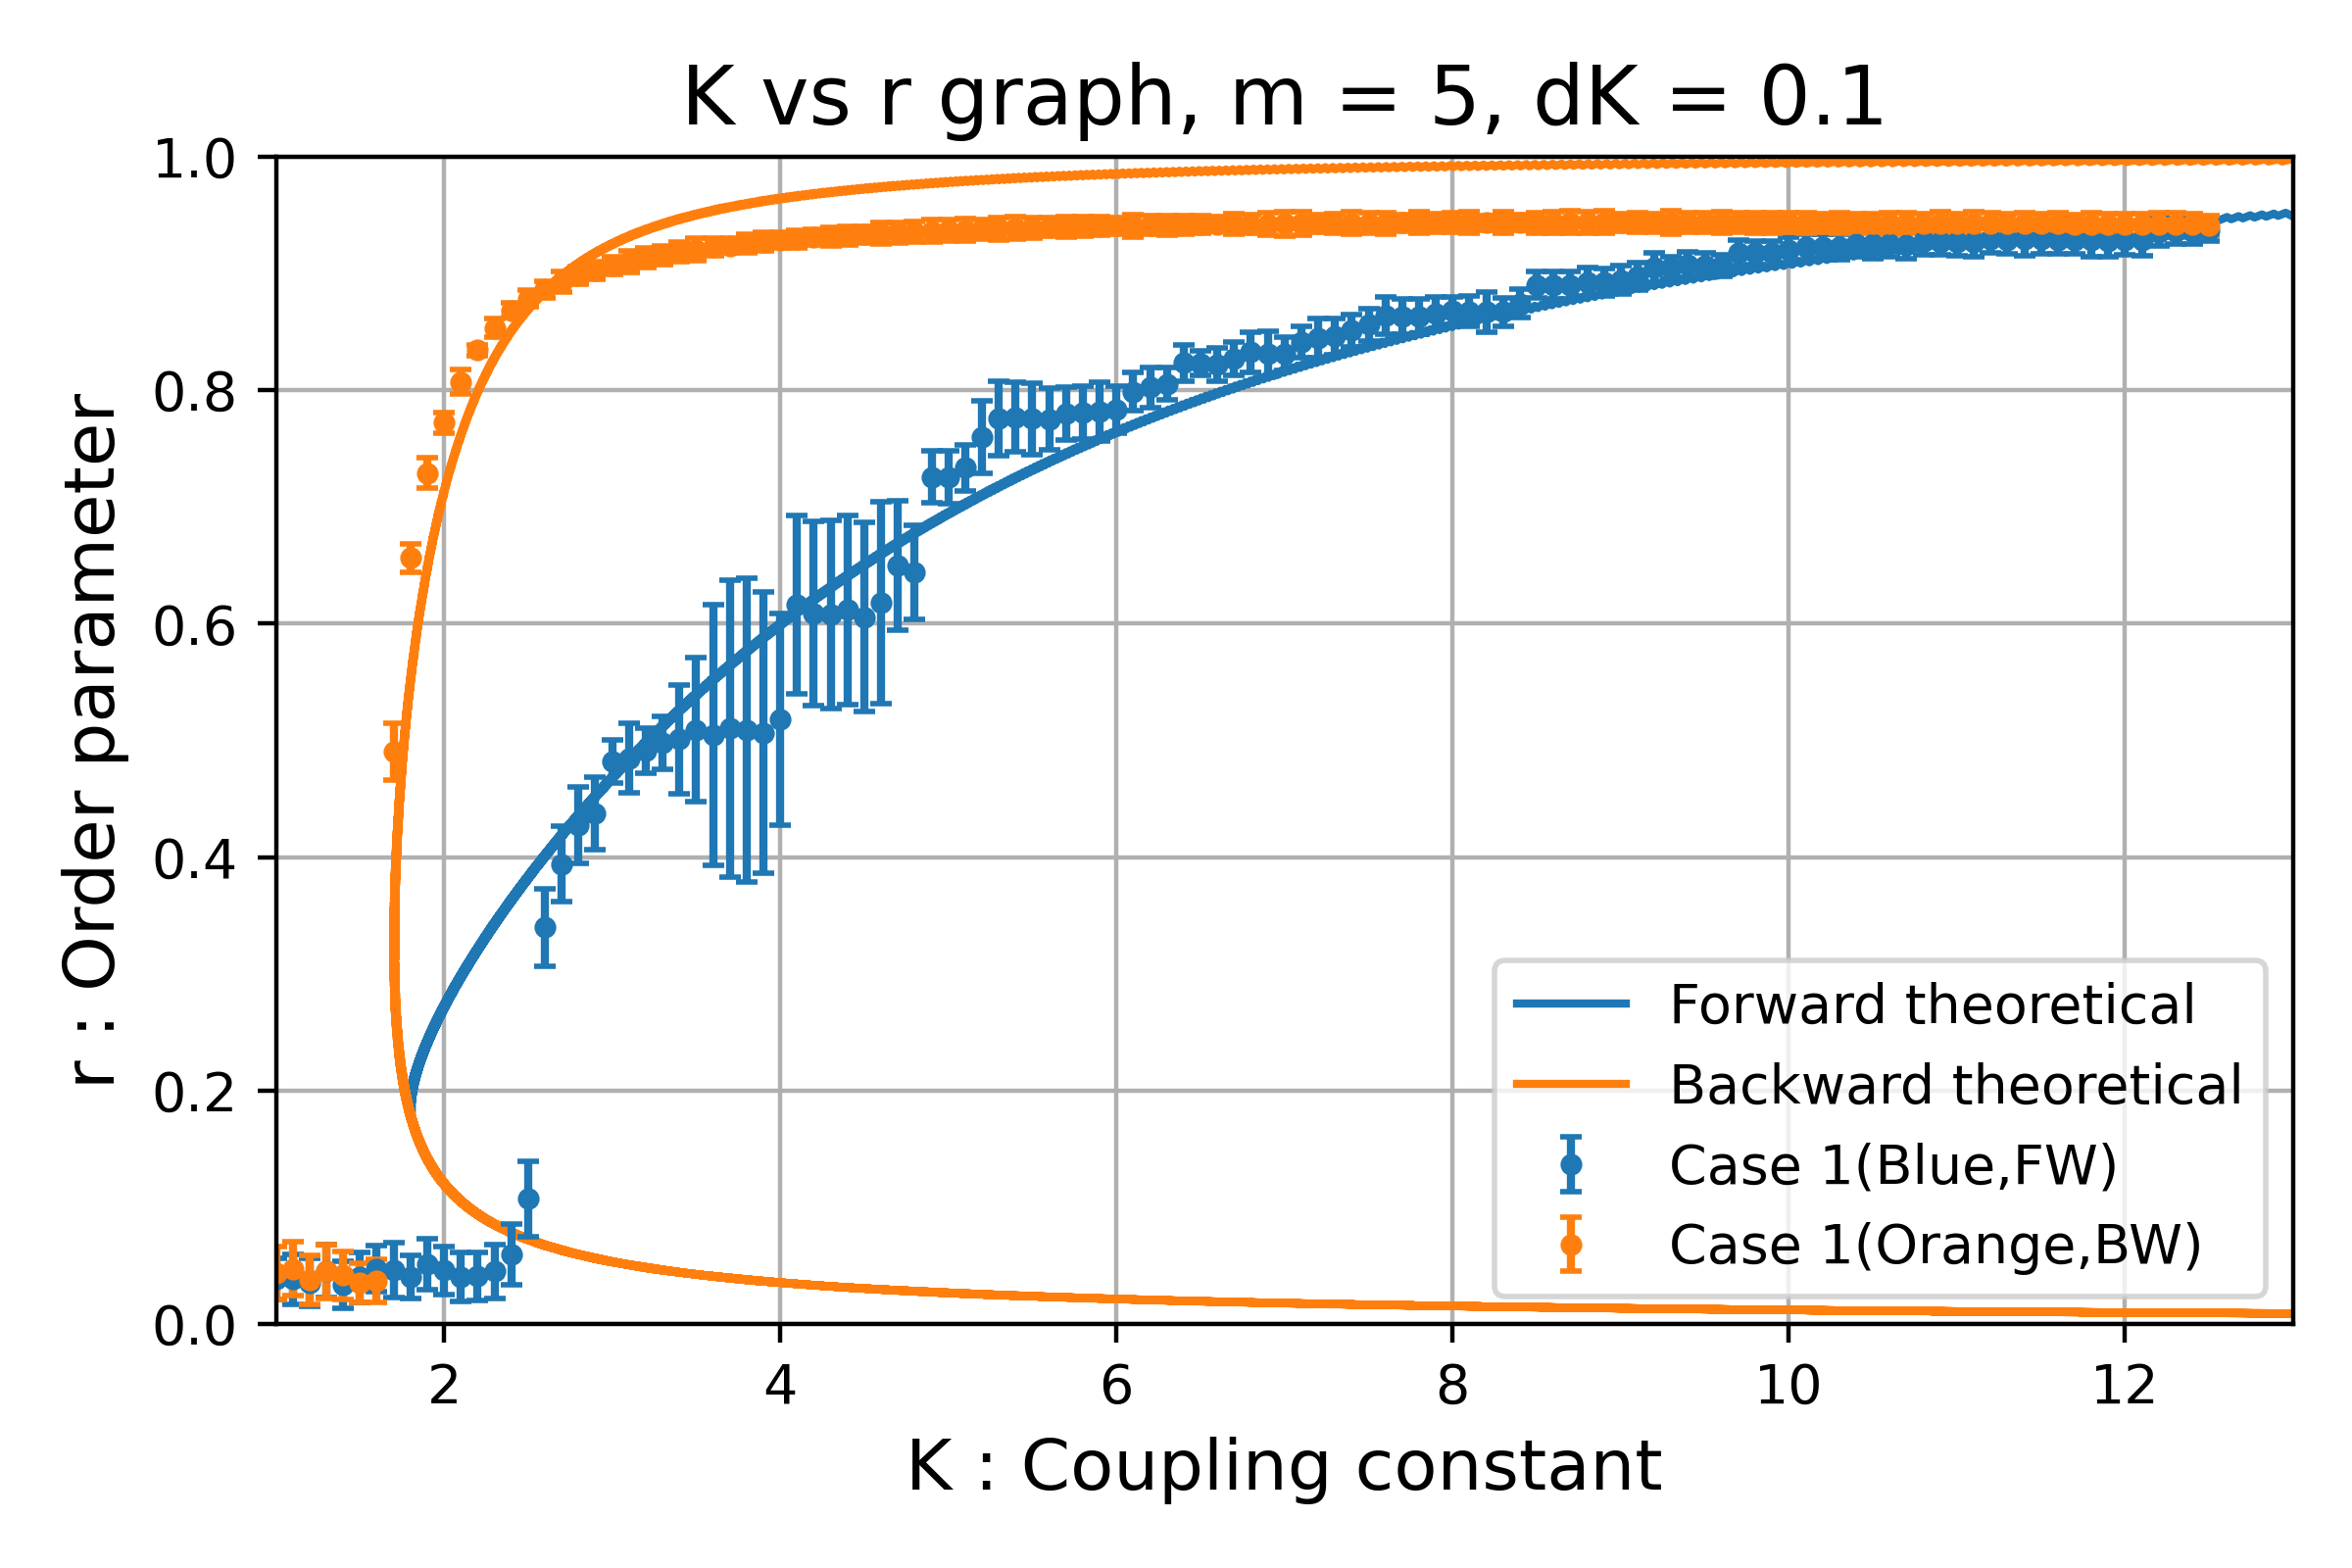 K vs r graph, m = 5, dK = 0.1
1.0
0.8
0.6
0.4
0.2
0.0
r : Order parameter
Forward theoretical
Backward theoretical
Case 1(Blue,FW)
Case 1(Orange,BW)
2 4 6 8 10 12
K : Coupling constant